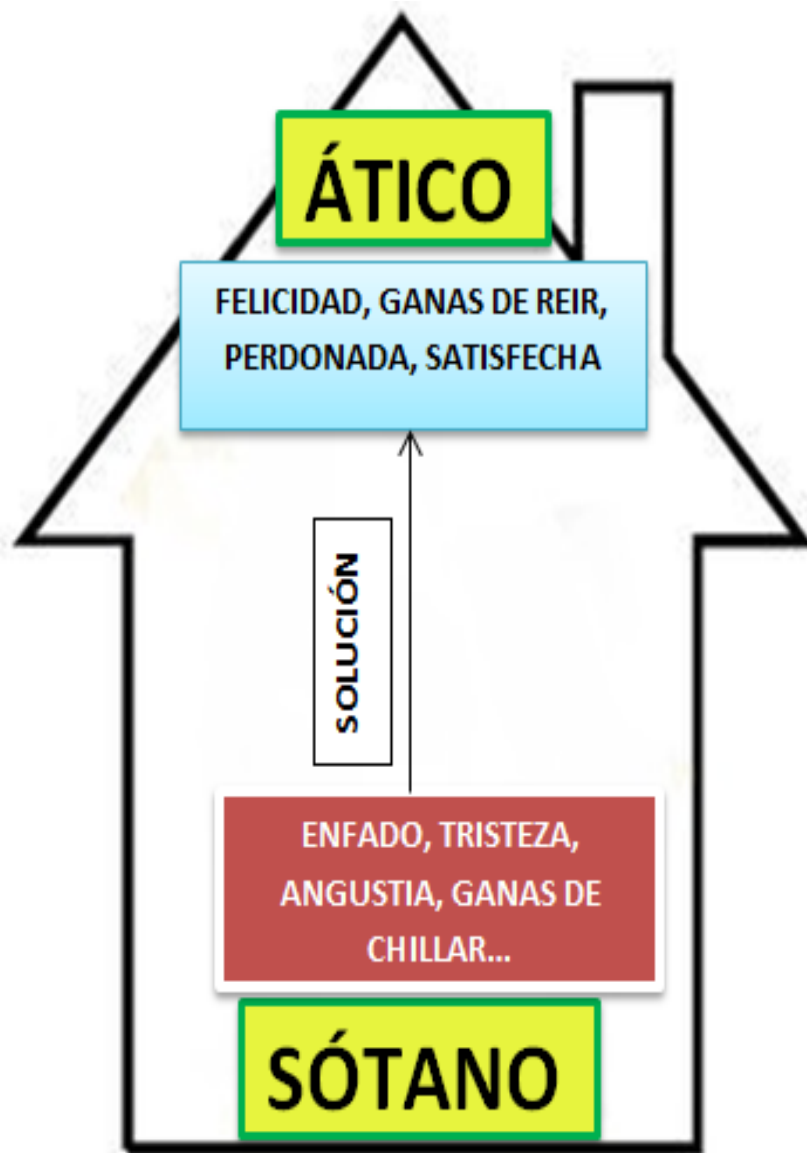 ÁTICO
FELICIDAD, GANAS DE REIR,
PERDONADA, SATISFECHA
SOLUCIÓN
ENFADO, TRISTEZA,
ANGUSTIA, GANAS DE
CHILLAR...
SÓTANO